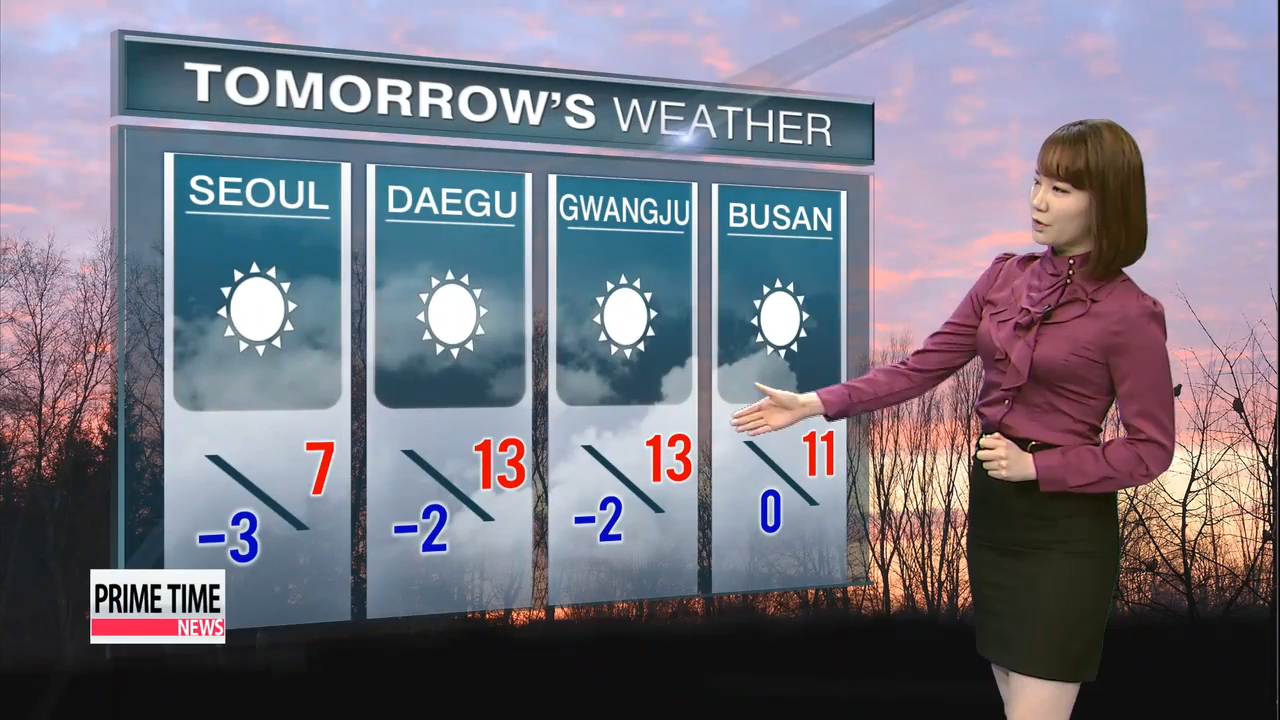 TOMORROW'S WEATHER
SEOUL
DAEGU
GWANGJU
BUSAN
7
13
13
11
-3
-2
-2
0
PRIME TIME
NEWS